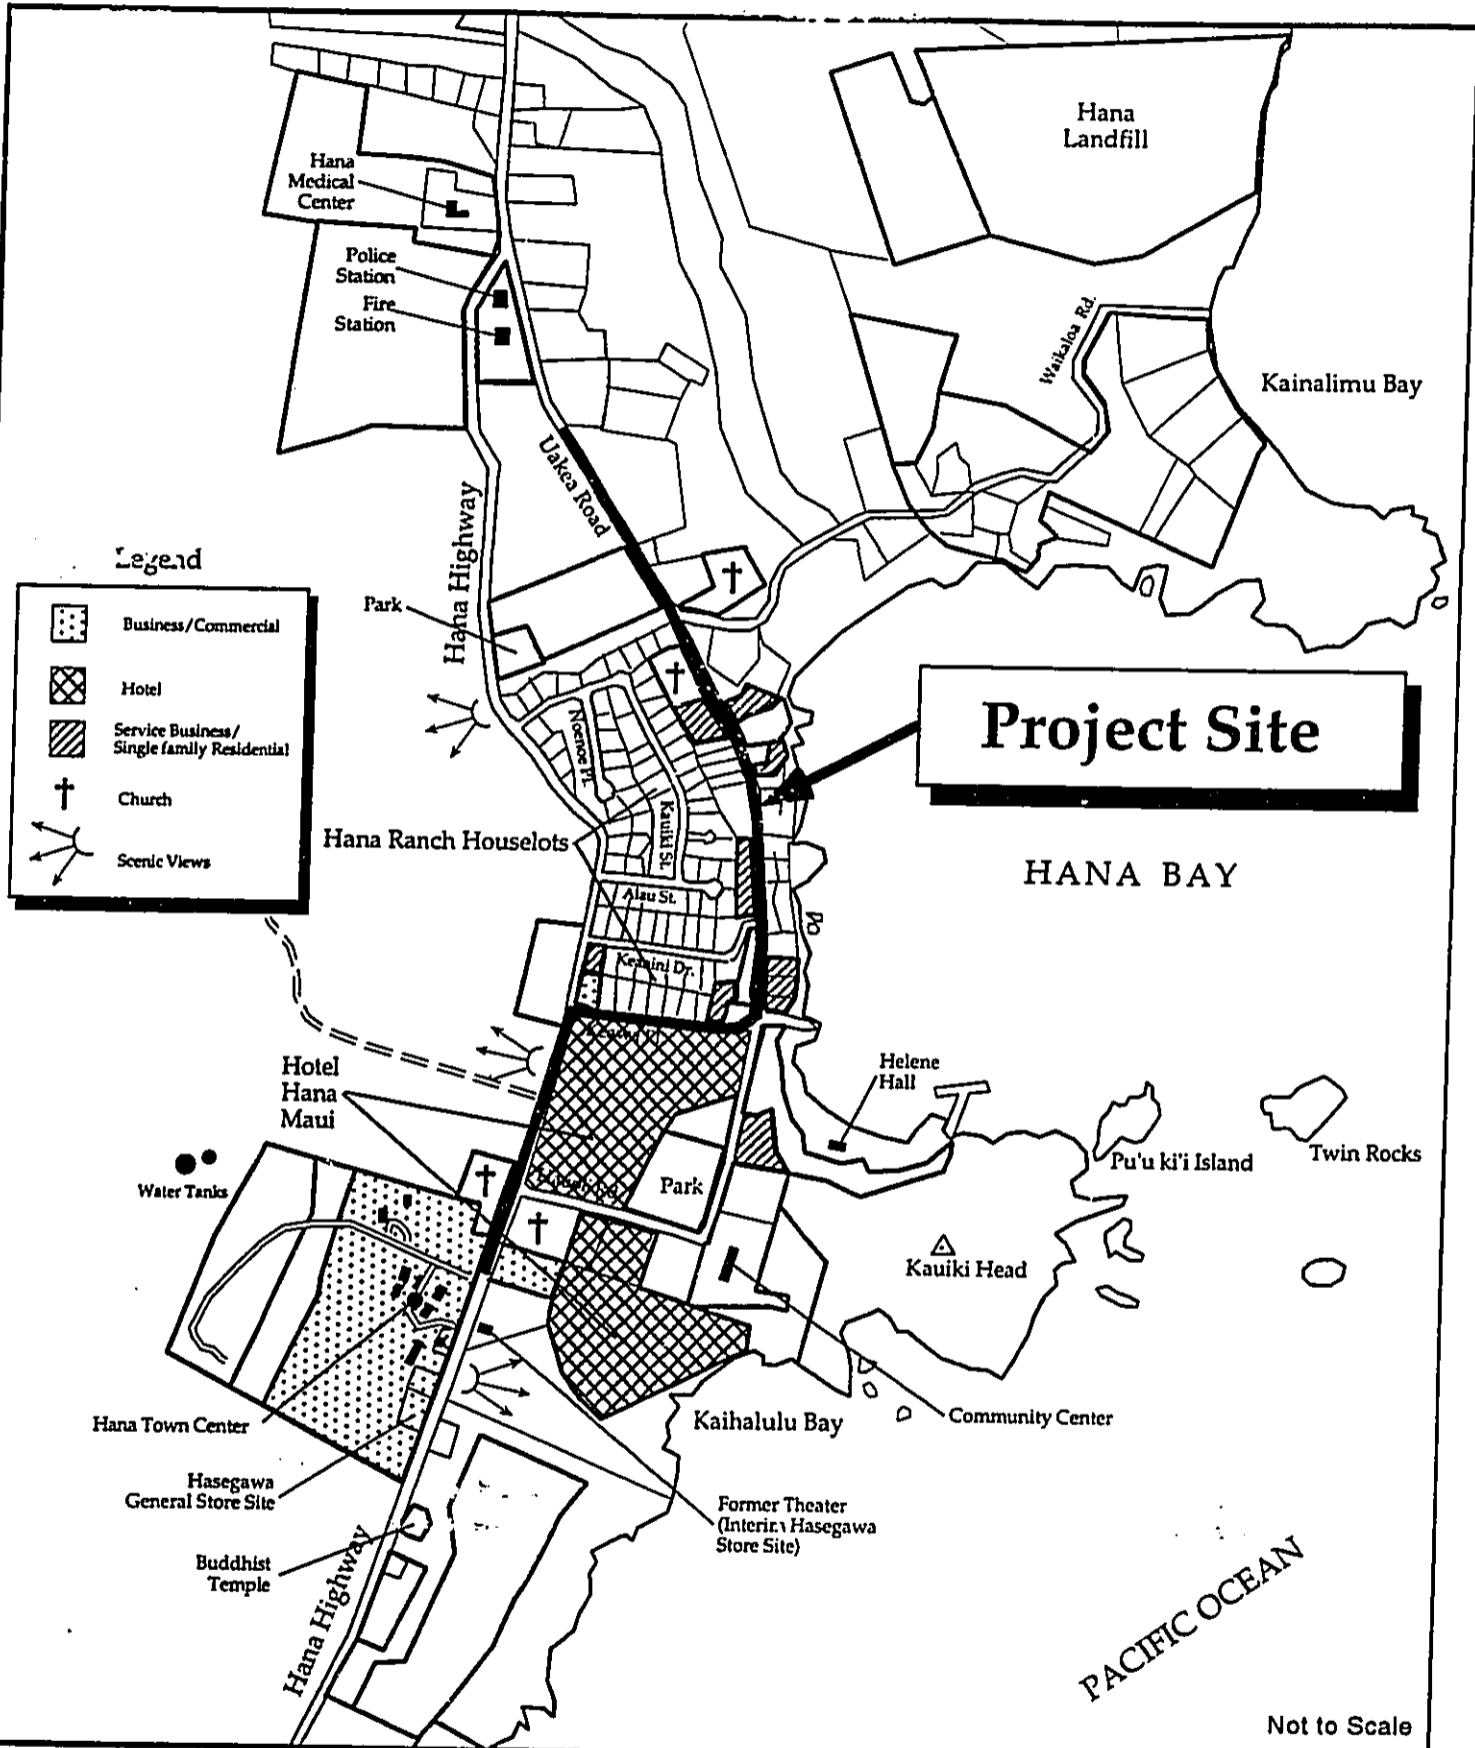 Hana
Landfill
Hana
Medical
Center
Police
Station
Fire
Station
Waikaloa Rd.
Kainalimu Bay
Uakea Road
Hana Highway
Legend
Business/Commercial
Hotel
Service Business/
Single family Residential
Church
Scenic Views
Park
Project Site
Noenoe Pl.
Kauiki St.
Hana Ranch Houselots
HANA BAY
Alau St.
Hotel
Hana
Maui
Helene
Hall
Pu'u ki'i Island
Twin Rocks
Water Tanks
Park
Kauiki Head
Hana Town Center
Kaihalulu Bay
Community Center
Hasegawa
General Store Site
Former Theater
(Interim Hasegawa
Store Site)
Buddhist
Temple
Hana Highway
PACIFIC OCEAN
Not to Scale